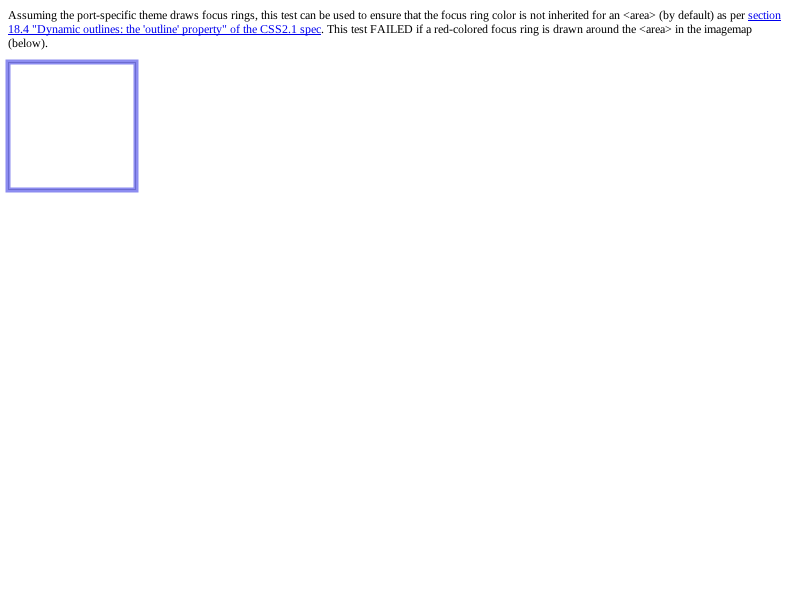 Assuming the port-specific theme draws focus rings, this test can be used to ensure that the focus ring color is not inherited for an <area> (by default) as per section
18.4 "Dynamic outlines: the 'outline' property" of the CSS2.1 spec. This test FAILED if a red-colored focus ring is drawn around the <area> in the imagemap
(below).